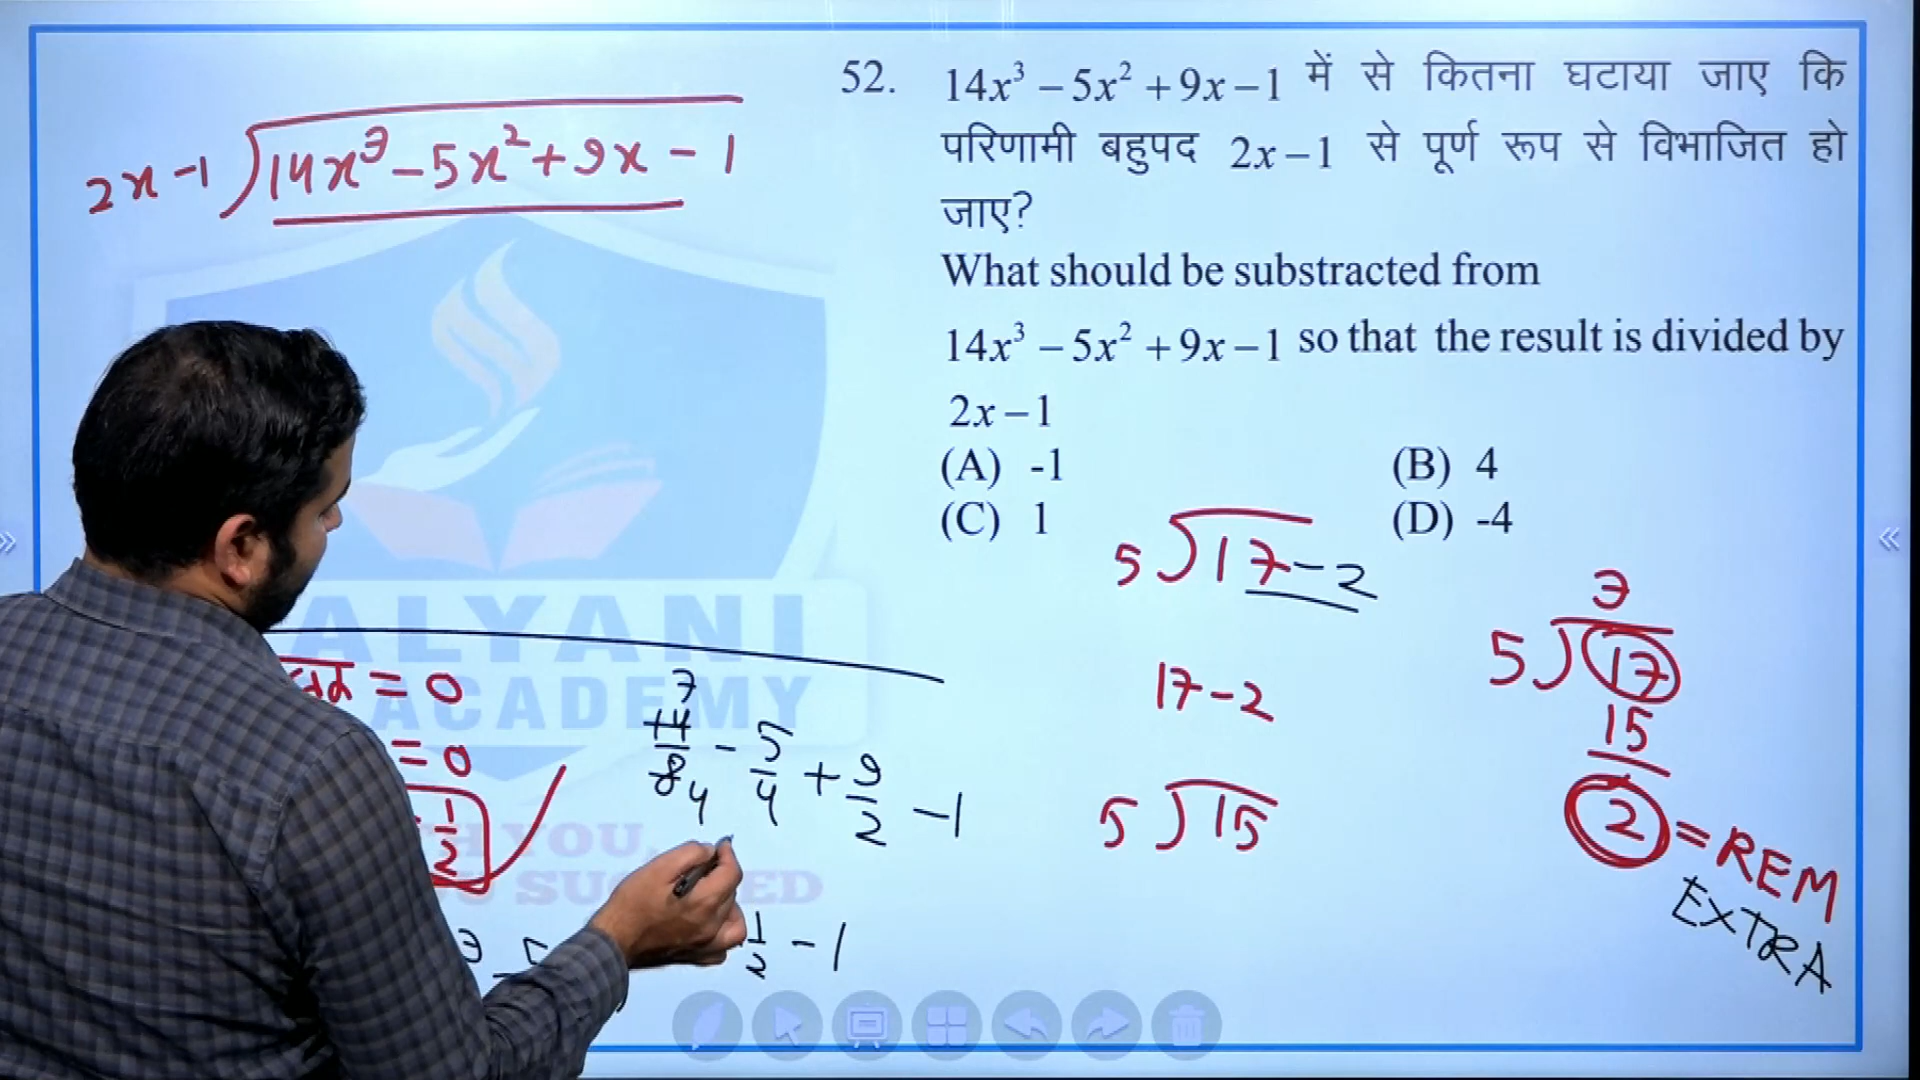 2x-1)14x³-5x²+9x-1
52. 14x³ – 5x² + 9x – 1 में से कितना घटाया जाए कि
परिणामी बहुपद 2x – 1 से पूर्ण रूप से विभाजित हो
जाए?
What should be substracted from
14x³ – 5x² + 9x – 1 so that the result is divided by
2x – 1
(A) -1 (B) 4
(C) 1 (D) -4
5)17-2
17-2
5)15
3
5)17
15
2 = REM
EXTRA
ALYANI
ACADEMY
= 0
= 0
1/2
7
14/8 4 - 5/4 + 9/2 - 1
1/2 - 1